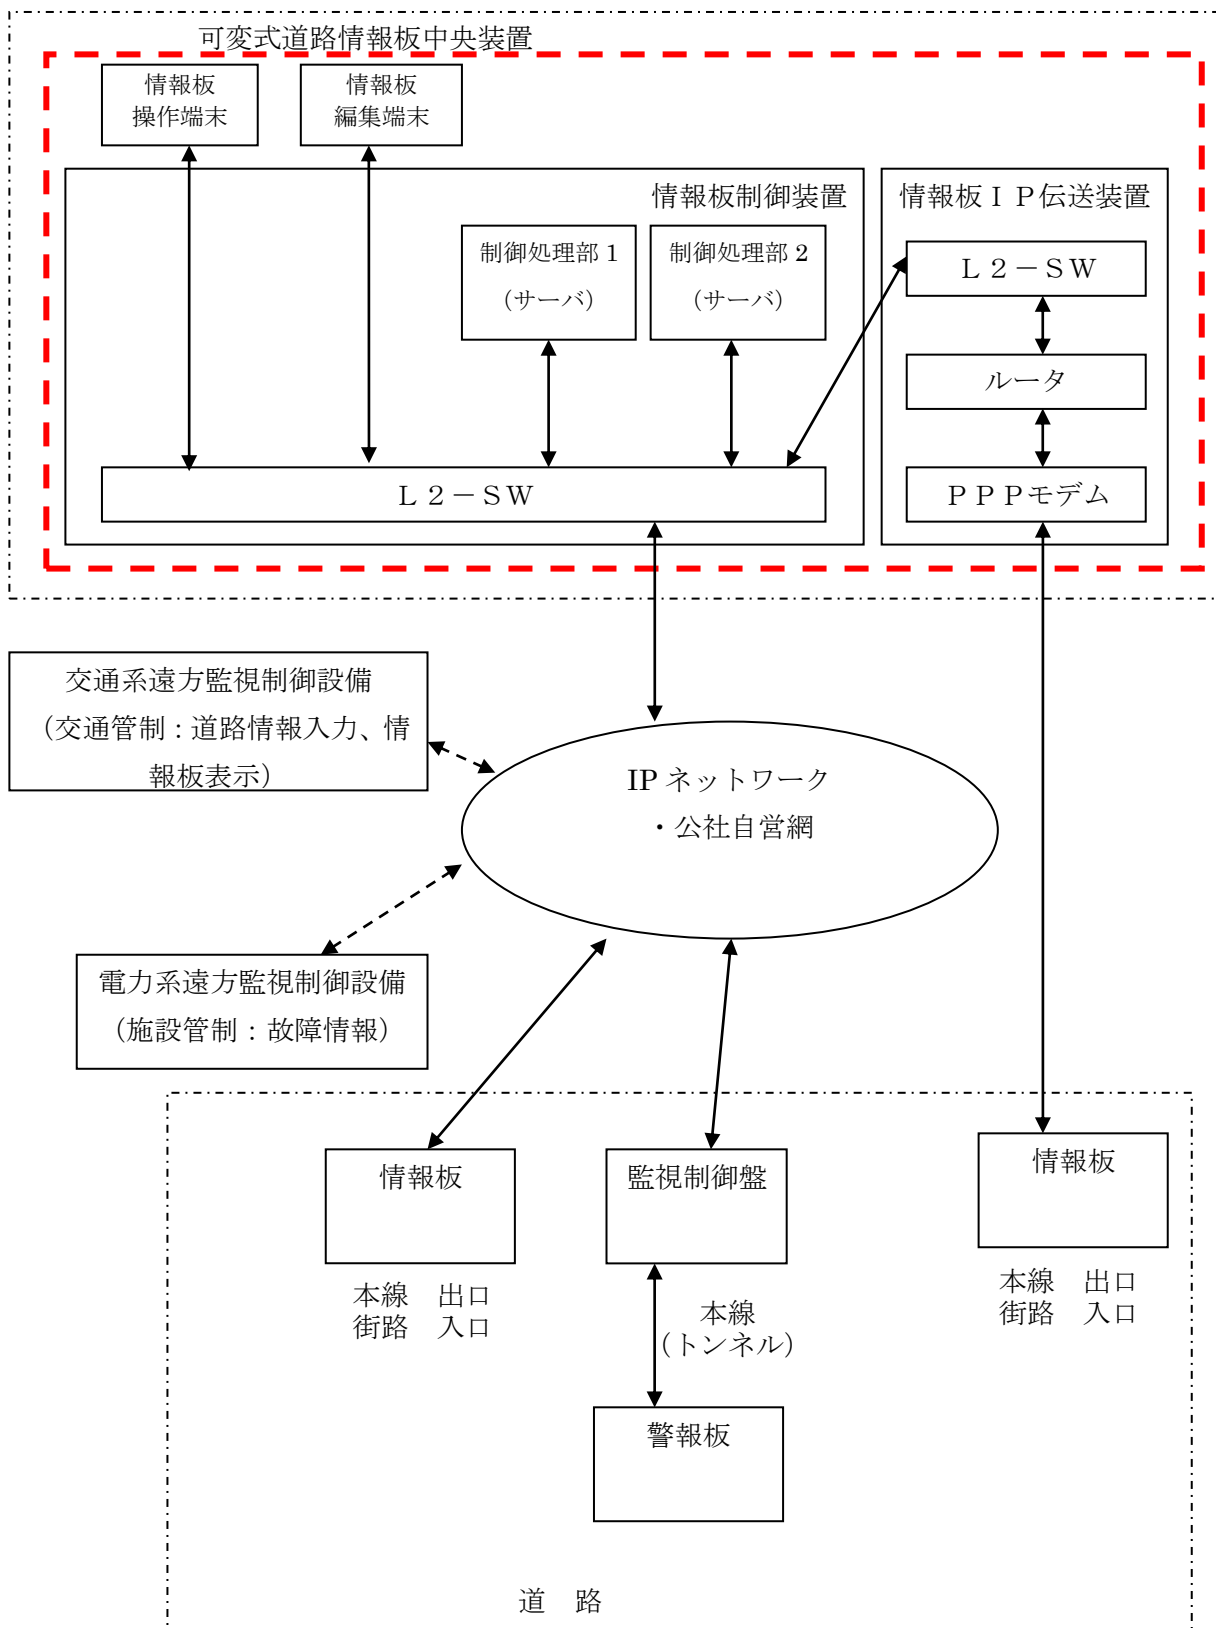 可変式道路情報板中央装置
情報板
操作端末
情報板
編集端末
情報板制御装置
情報板ＩＰ伝送装置
制御処理部 1
（サーバ）
制御処理部 2
（サーバ）
Ｌ２－ＳＷ
ルータ
ＰＰＰモデム
Ｌ２－ＳＷ
交通系遠方監視制御設備
（交通管制：道路情報入力、情
報板表示）
IP ネットワーク
・公社自営網
電力系遠方監視制御設備
（施設管制：故障情報）
情報板
監視制御盤
情報板
本線　出口
街路　入口
本線
（トンネル）
本線　出口
街路　入口
警報板
道　路